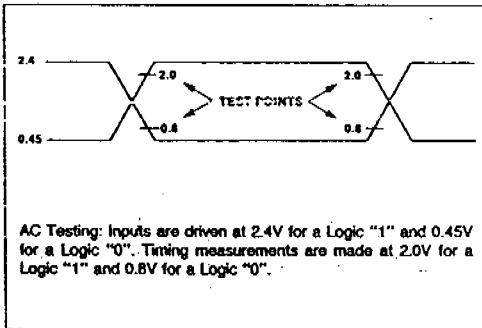 2.4
2.0
2.0
TEST POINTS
0.8
0.8
0.45
AC Testing: Inputs are driven at 2.4V for a Logic "1" and 0.45V
for a Logic "0". Timing measurements are made at 2.0V for a
Logic "1" and 0.8V for a Logic "0".